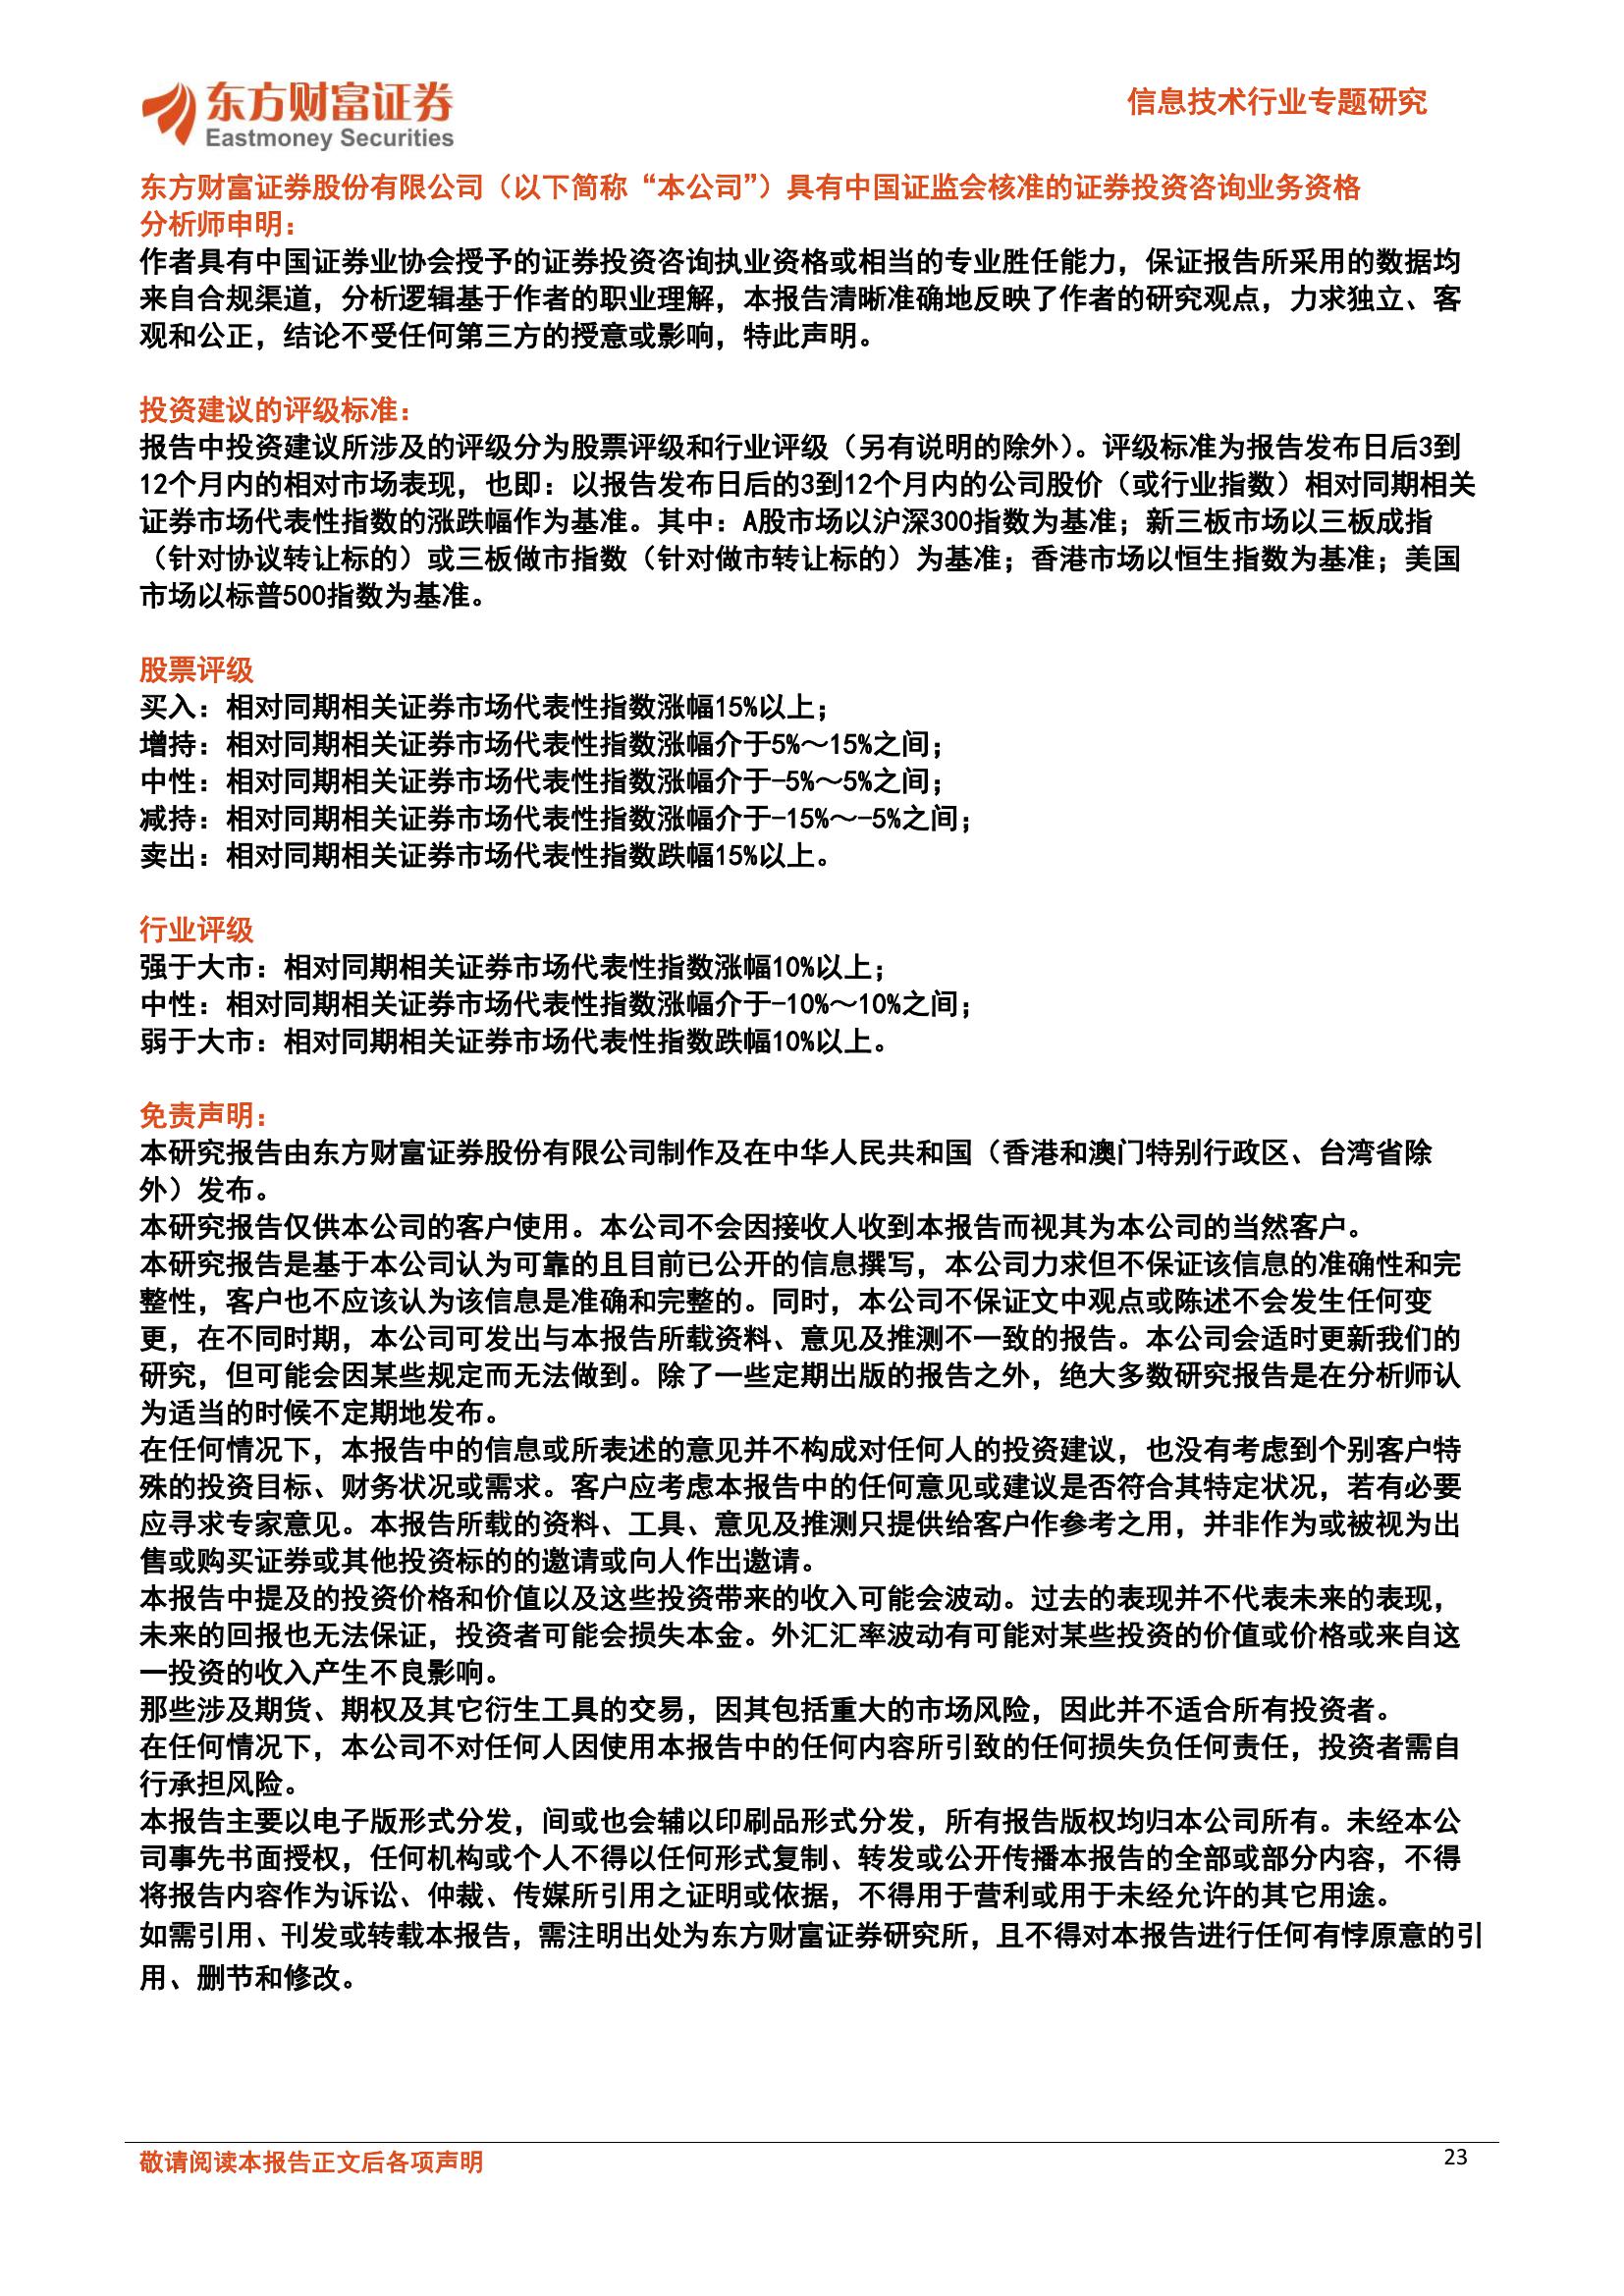 东方财富证券
Eastmoney Securities
信息技术行业专题研究
东方财富证券股份有限公司（以下简称“本公司”）具有中国证监会核准的证券投资咨询业务资格
分析师申明：
作者具有中国证券业协会授予的证券投资咨询执业资格或相当的专业胜任能力，保证报告所采用的数据均
来自合规渠道，分析逻辑基于作者的职业理解，本报告清晰准确地反映了作者的研究观点，力求独立、客
观和公正，结论不受任何第三方的授意或影响，特此声明。
投资建议的评级标准：
报告中投资建议所涉及的评级分为股票评级和行业评级（另有说明的除外）。评级标准为报告发布日后3到
12个月内的相对市场表现，也即：以报告发布日后的3到12个月内的公司股价（或行业指数）相对同期相关
证券市场代表性指数的涨跌幅作为基准。其中：A股市场以沪深300指数为基准；新三板市场以三板成指
（针对协议转让标的）或三板做市指数（针对做市转让标的）为基准；香港市场以恒生指数为基准；美国
市场以标普500指数为基准。
股票评级
买入：相对同期相关证券市场代表性指数涨幅15%以上；
增持：相对同期相关证券市场代表性指数涨幅介于5%～15%之间；
中性：相对同期相关证券市场代表性指数涨幅介于-5%～5%之间；
减持：相对同期相关证券市场代表性指数涨幅介于-15%～-5%之间；
卖出：相对同期相关证券市场代表性指数跌幅15%以上。
行业评级
强于大市：相对同期相关证券市场代表性指数涨幅10%以上；
中性：相对同期相关证券市场代表性指数涨幅介于-10%～10%之间；
弱于大市：相对同期相关证券市场代表性指数跌幅10%以上。
免责声明：
本研究报告由东方财富证券股份有限公司制作及在中华人民共和国（香港和澳门特别行政区、台湾省除
外）发布。
本研究报告仅供本公司的客户使用。本公司不会因接收人收到本报告而视其为本公司的当然客户。
本研究报告是基于本公司认为可靠的且目前已公开的信息撰写，本公司力求但不保证该信息的准确性和完
整性，客户也不应该认为该信息是准确和完整的。同时，本公司不保证文中观点或陈述不会发生任何变
更，在不同时期，本公司可发出与本报告所载资料、意见及推测不一致的报告。本公司会适时更新我们的
研究，但可能会因某些规定而无法做到。除了一些定期出版的报告之外，绝大多数研究报告是在分析师认
为适当的时候不定期地发布。
在任何情况下，本报告中的信息或所表述的意见并不构成对任何人的投资建议，也没有考虑到个别客户特
殊的投资目标、财务状况或需求。客户应考虑本报告中的任何意见或建议是否符合其特定状况，若有必要
应寻求专家意见。本报告所载的资料、工具、意见及推测只提供给客户作参考之用，并非作为或被视为出
售或购买证券或其他投资标的的邀请或向人作出邀请。
本报告中提及的投资价格和价值以及这些投资带来的收入可能会波动。过去的表现并不代表未来的表现，
未来的回报也无法保证，投资者可能会损失本金。外汇汇率波动有可能对某些投资的价值或价格或来自这
一投资的收入产生不良影响。
那些涉及期货、期权及其它衍生工具的交易，因其包括重大的市场风险，因此并不适合所有投资者。
在任何情况下，本公司不对任何人因使用本报告中的任何内容所引致的任何损失负任何责任，投资者需自
行承担风险。
本报告主要以电子版形式分发，间或也会辅以印刷品形式分发，所有报告版权均归本公司所有。未经本公
司事先书面授权，任何机构或个人不得以任何形式复制、转发或公开传播本报告的全部或部分内容，不得
将报告内容作为诉讼、仲裁、传媒所引用之证明或依据，不得用于营利或用于未经允许的其它用途。
如需引用、刊发或转载本报告，需注明出处为东方财富证券研究所，且不得对本报告进行任何有悖原意的引
用、删节和修改。
敬请阅读本报告正文后各项声明
23